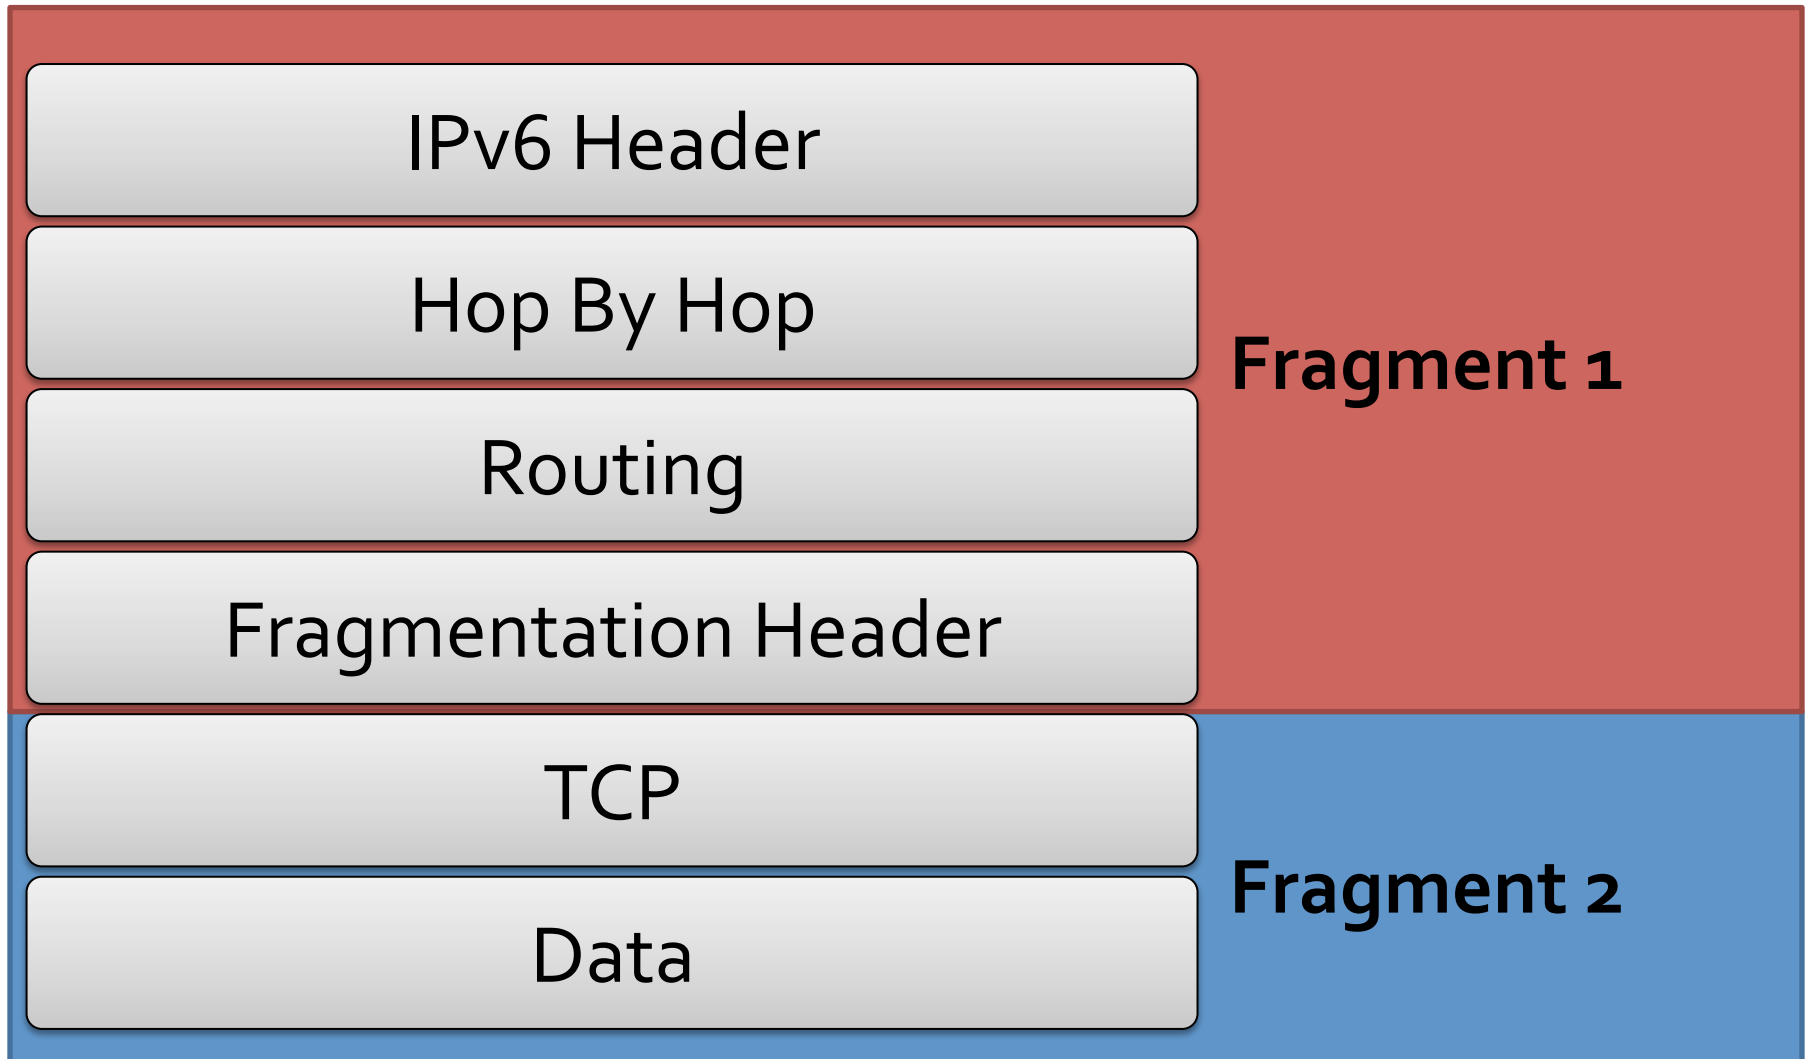 IPv6 Header
Hop By Hop
Fragment 1
Routing
Fragmentation Header
TCP
Fragment 2
Data